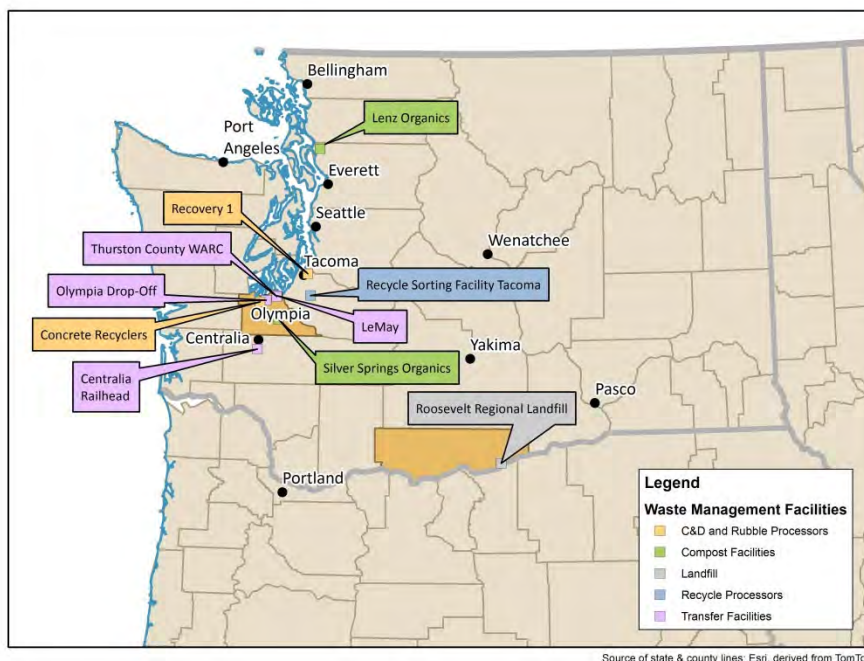 Bellingham
Lenz Organics
Port
Angeles
Everett
Recovery 1
Seattle
Thurston County WARC
Wenatchee
Tacoma
Olympia Drop-Off
Recycle Sorting Facility Tacoma
Concrete Recyclers
Olympia
LeMay
Centralia
Silver Springs Organics
Yakima
Centralia
Railhead
Pasco
Roosevelt Regional Landfill
Portland
Legend
Waste Management Facilities
C&D and Rubble Processors
Compost Facilities
Landfill
Recycle Processors
Transfer Facilities
Source of state & county lines: Esri, derived from TomTo